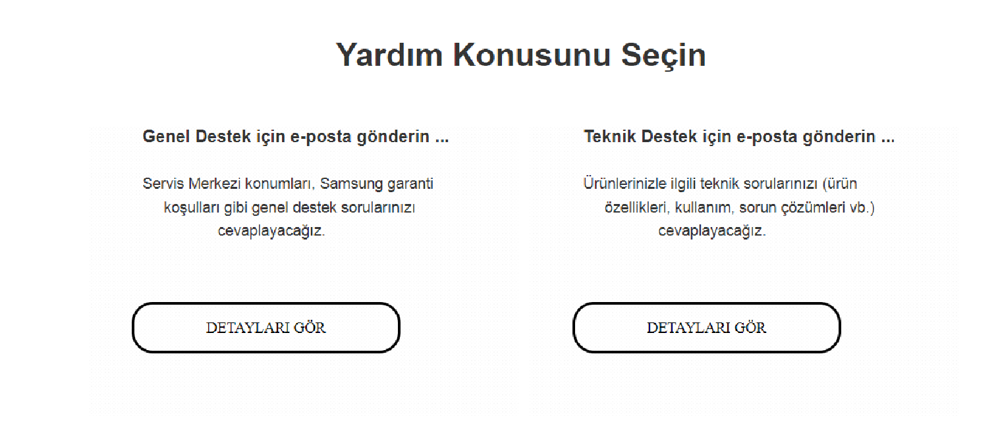 Yardım Konusunu Seçin
Genel Destek için e-posta gönderin ...
Servis Merkezi konumları, Samsung garanti
koşulları gibi genel destek sorularınızı
cevaplayacağız.
DETAYLARI GÖR
Teknik Destek için e-posta gönderin ...
Ürünlerinizle ilgili teknik sorularınızı (ürün
özellikleri, kullanım, sorun çözümleri vb.)
cevaplayacağız.
DETAYLARI GÖR